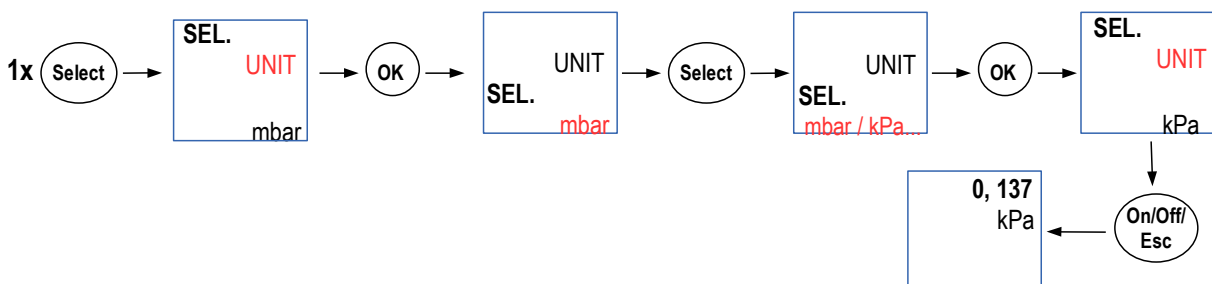 1x
Select
SEL.
UNIT
mbar
OK
UNIT
SEL.
mbar
Select
UNIT
SEL.
mbar / kPa...
OK
SEL.
UNIT
kPa
On/Off/
Esc
0, 137
kPa